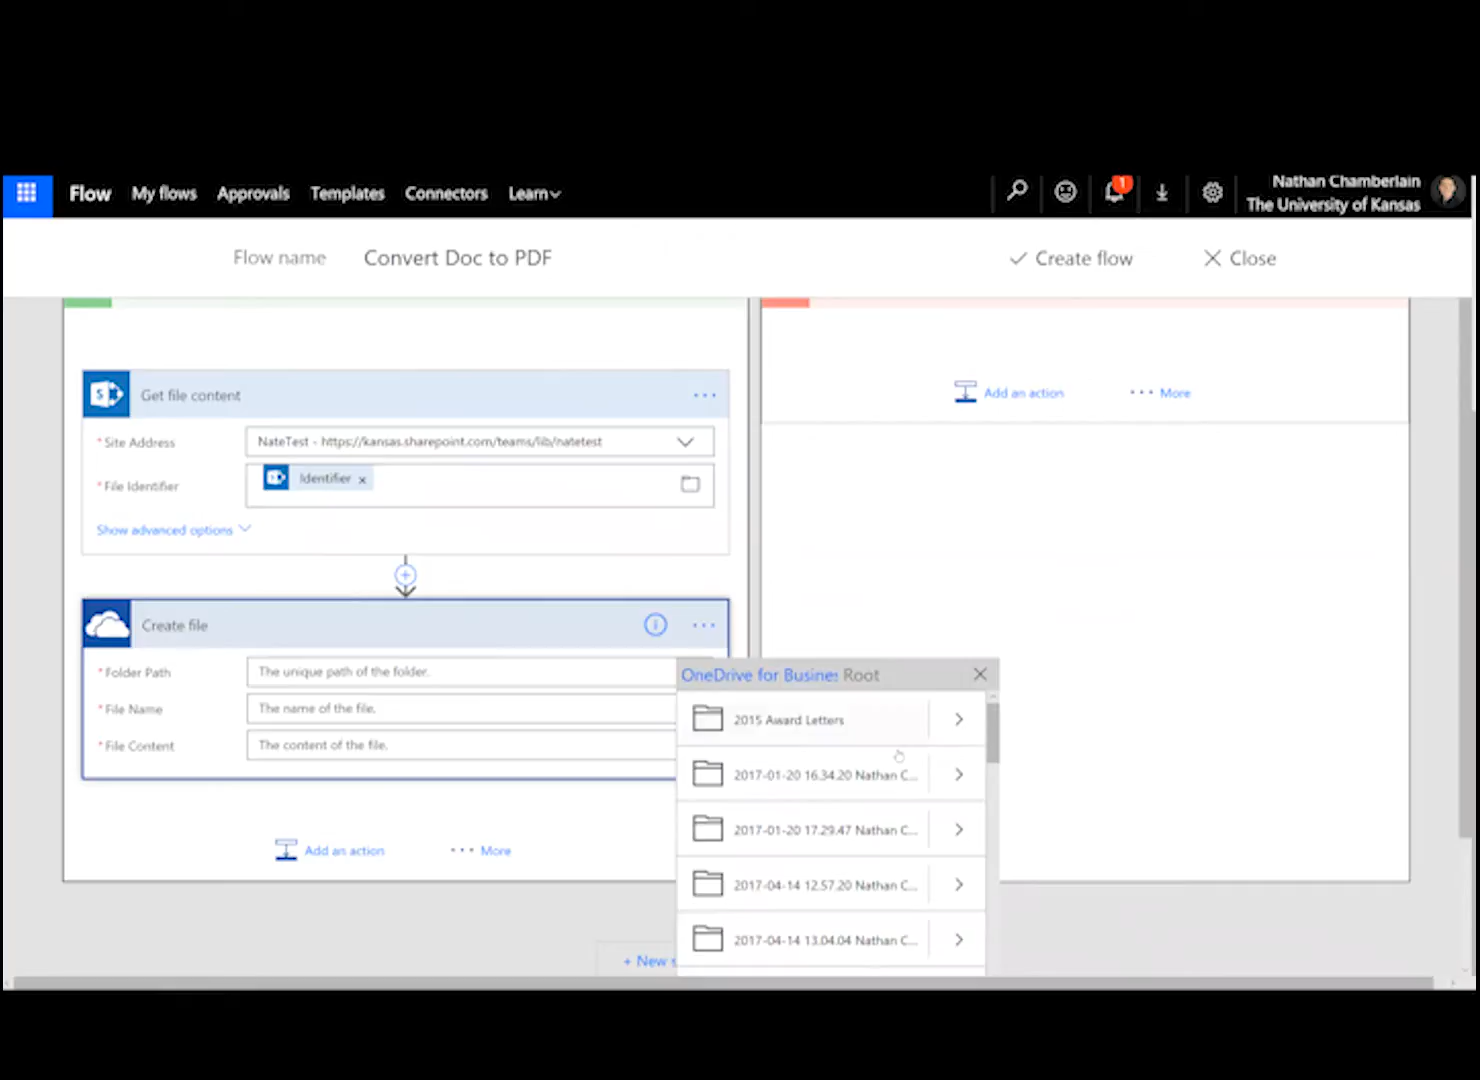 Flow My flows Approvals Templates Connectors Learn
1
Nathan Chamberlain
The University of Kansas
Flow name Convert Doc to PDF
Create flow
Close
S
Get file content
* Site Address
NateTest - https://kansas.sharepoint.com/teams/lib/natetest
* File Identifier
S
Identifier x
Show advanced options
Add an action
··· More
Create file
* Folder Path
The unique path of the folder.
* File Name
The name of the file.
* File Content
The content of the file.
Add an action
··· More
+ New
OneDrive for Busines Root
2015 Award Letters
2017-01-20 16.34.20 Nathan C...
2017-01-20 17.29.47 Nathan C...
2017-04-14 12.57.20 Nathan C...
2017-04-14 13.04.04 Nathan C...